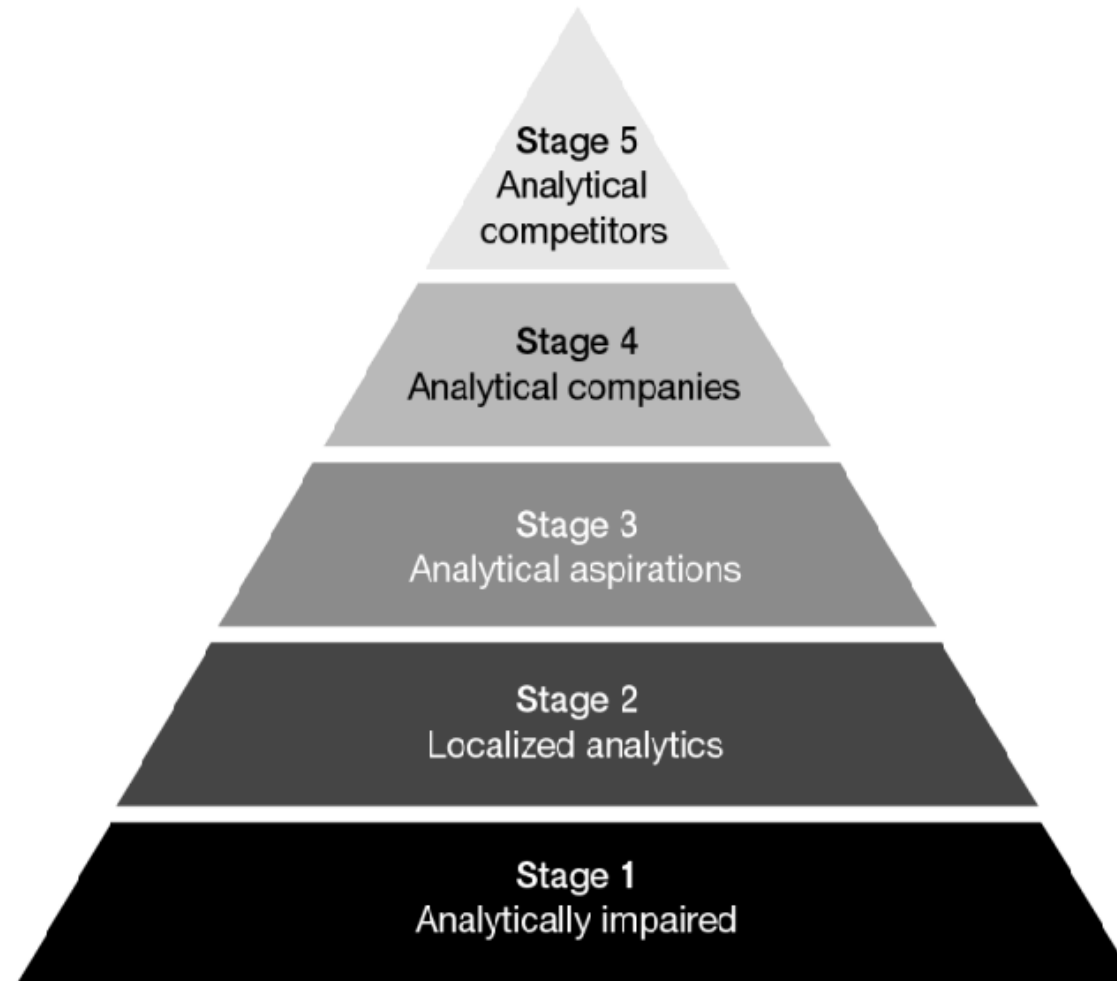 Stage 5
Analytical
competitors
Stage 4
Analytical companies
Stage 3
Analytical aspirations
Stage 2
Localized analytics
Stage 1
Analytically impaired